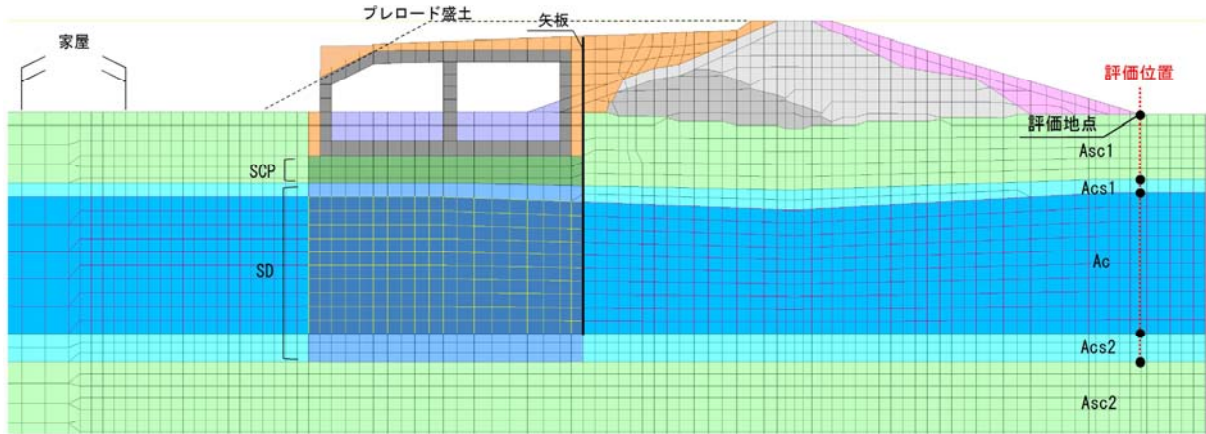 プレロード盛土
矢板
家屋
評価位置
評価地点
Asc1
SCP
Acs1
SD
Ac
Acs2
Asc2